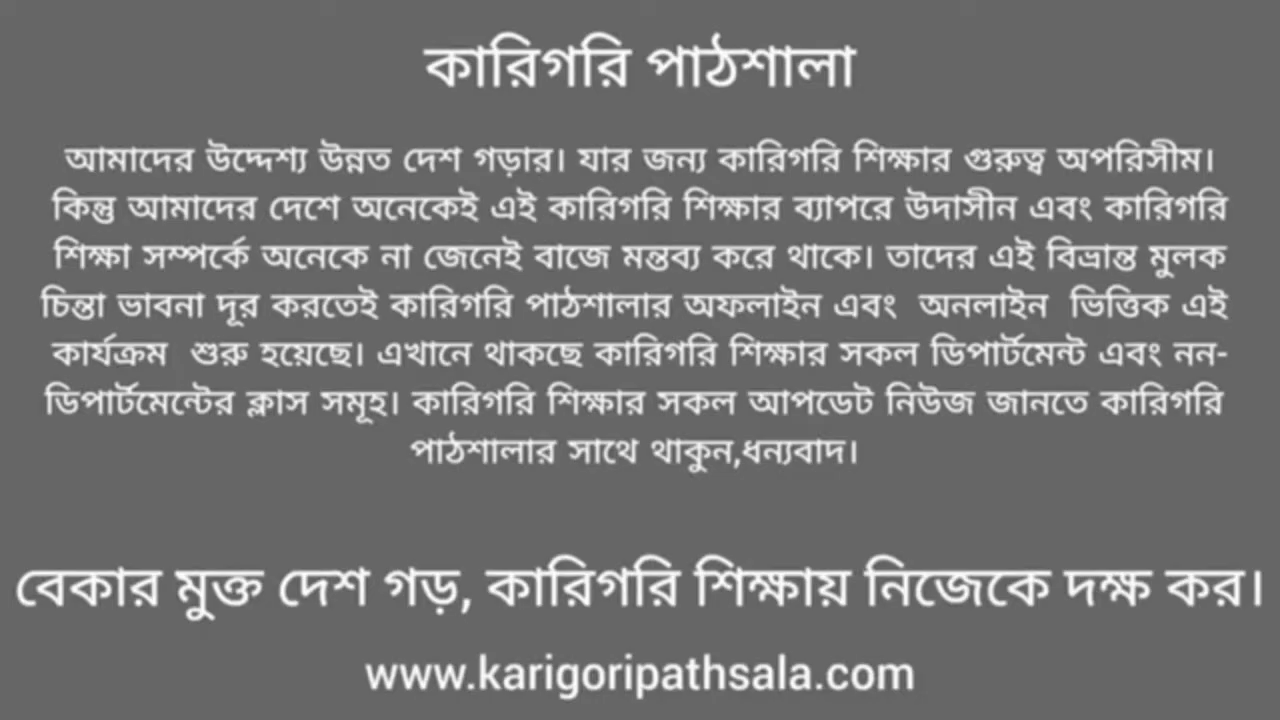 কারিগরি পাঠশালা
আমাদের উদ্দেশ্য উন্নত দেশ গড়ার। যার জন্য কারিগরি শিক্ষার গুরুত্ব অপরিসীম।
কিন্তু আমাদের দেশে অনেকেই এই কারিগরি শিক্ষার ব্যাপরে উদাসীন এবং কারিগরি
শিক্ষা সম্পর্কে অনেকে না জেনেই বাজে মন্তব্য করে থাকে। তাদের এই বিভ্রান্ত মুলক
চিন্তা ভাবনা দূর করতেই কারিগরি পাঠশালার অফলাইন এবং অনলাইন ভিত্তিক এই
কার্যক্রম শুরু হয়েছে। এখানে থাকছে কারিগরি শিক্ষার সকল ডিপার্টমেন্ট এবং নন-
ডিপার্টমেন্টের ক্লাস সমূহ। কারিগরি শিক্ষার সকল আপডেট নিউজ জানতে কারিগরি
পাঠশালার সাথে থাকুন,ধন্যবাদ।
বেকার মুক্ত দেশ গড়, কারিগরি শিক্ষায় নিজেকে দক্ষ কর।
www.karigoripathsala.com